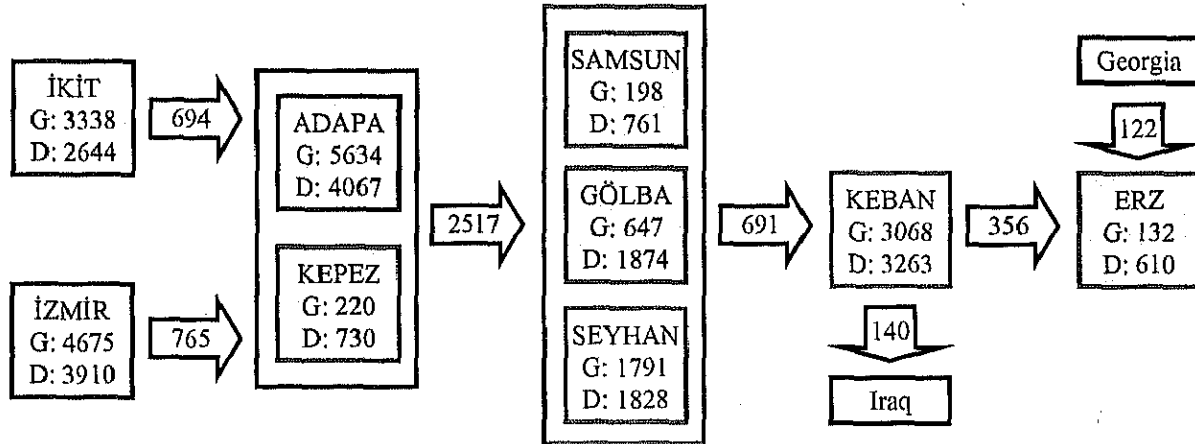 İKİT
G: 3338
D: 2644
694
İZMİR
G: 4675
D: 3910
765
ADAPA
G: 5634
D: 4067
KEPEZ
G: 220
D: 730
2517
SAMSUN
G: 198
D: 761
GÖLBA
G: 647
D: 1874
SEYHAN
G: 1791
D: 1828
691
KEBAN
G: 3068
D: 3263
140
Iraq
356
Georgia
122
ERZ
G: 132
D: 610